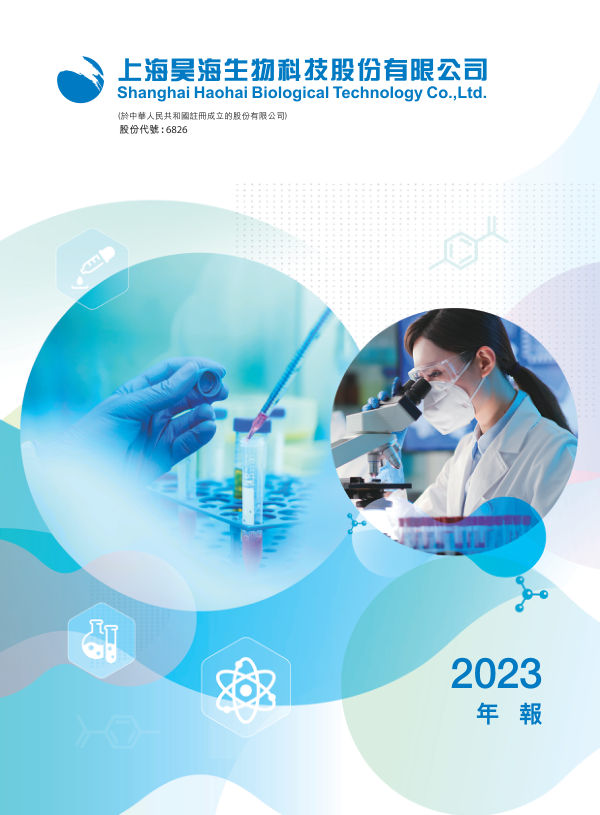 上海昊海生物科技股份有限公司
Shanghai Haohai Biological Technology Co.,Ltd.
(於中華人民共和國註冊成立的股份有限公司)
股份代號 : 6826
2023
年 報